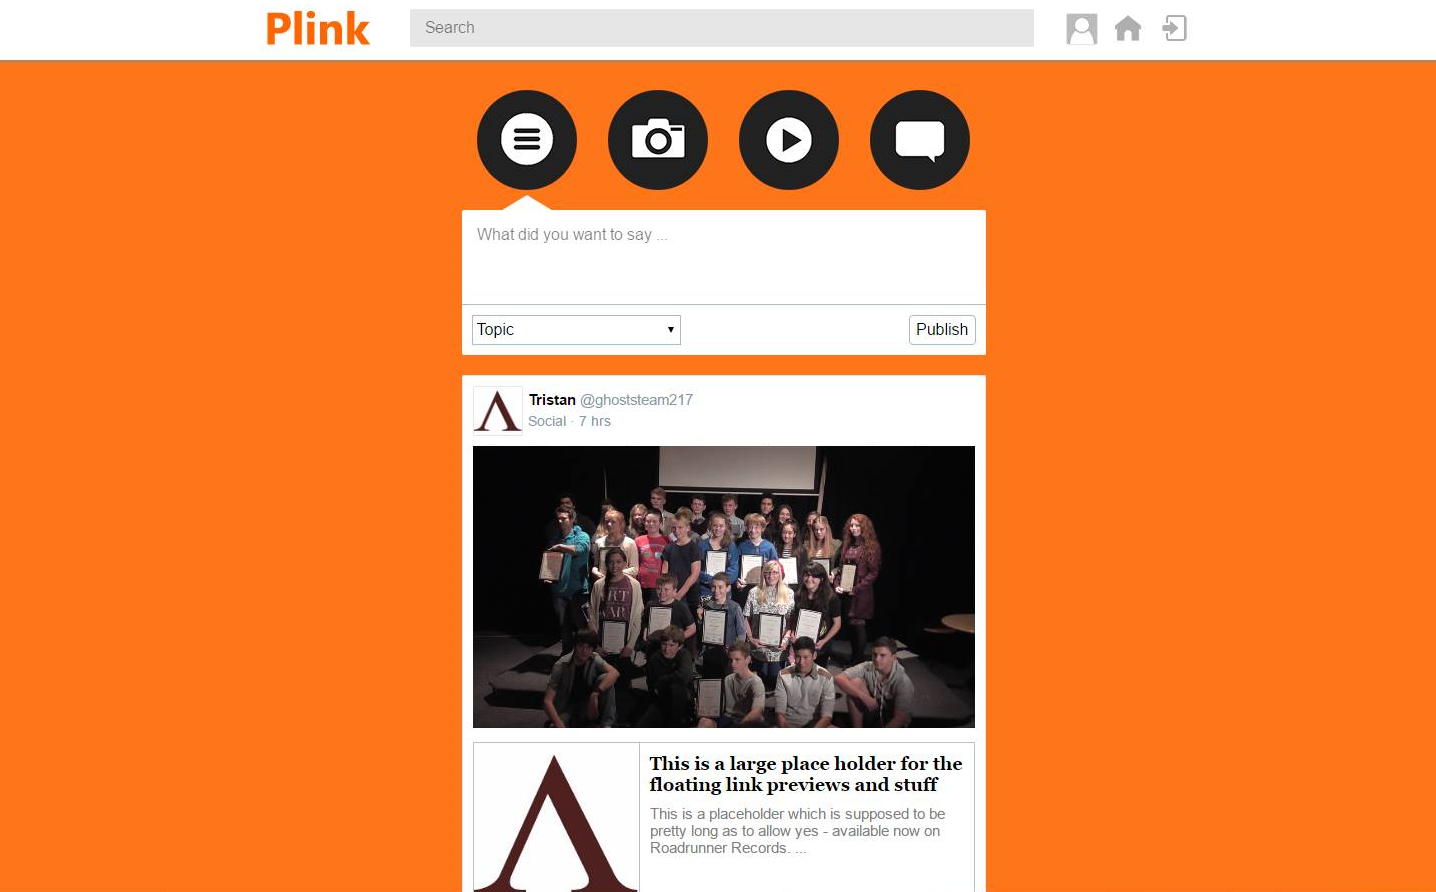 Plink
Search
What did you want to say ...
Topic
Publish
Tristan @ghoststeam217
Social · 7 hrs
This is a large place holder for the
floating link previews and stuff
This is a placeholder which is supposed to be
pretty long as to allow yes - available now on
Roadrunner Records. ...